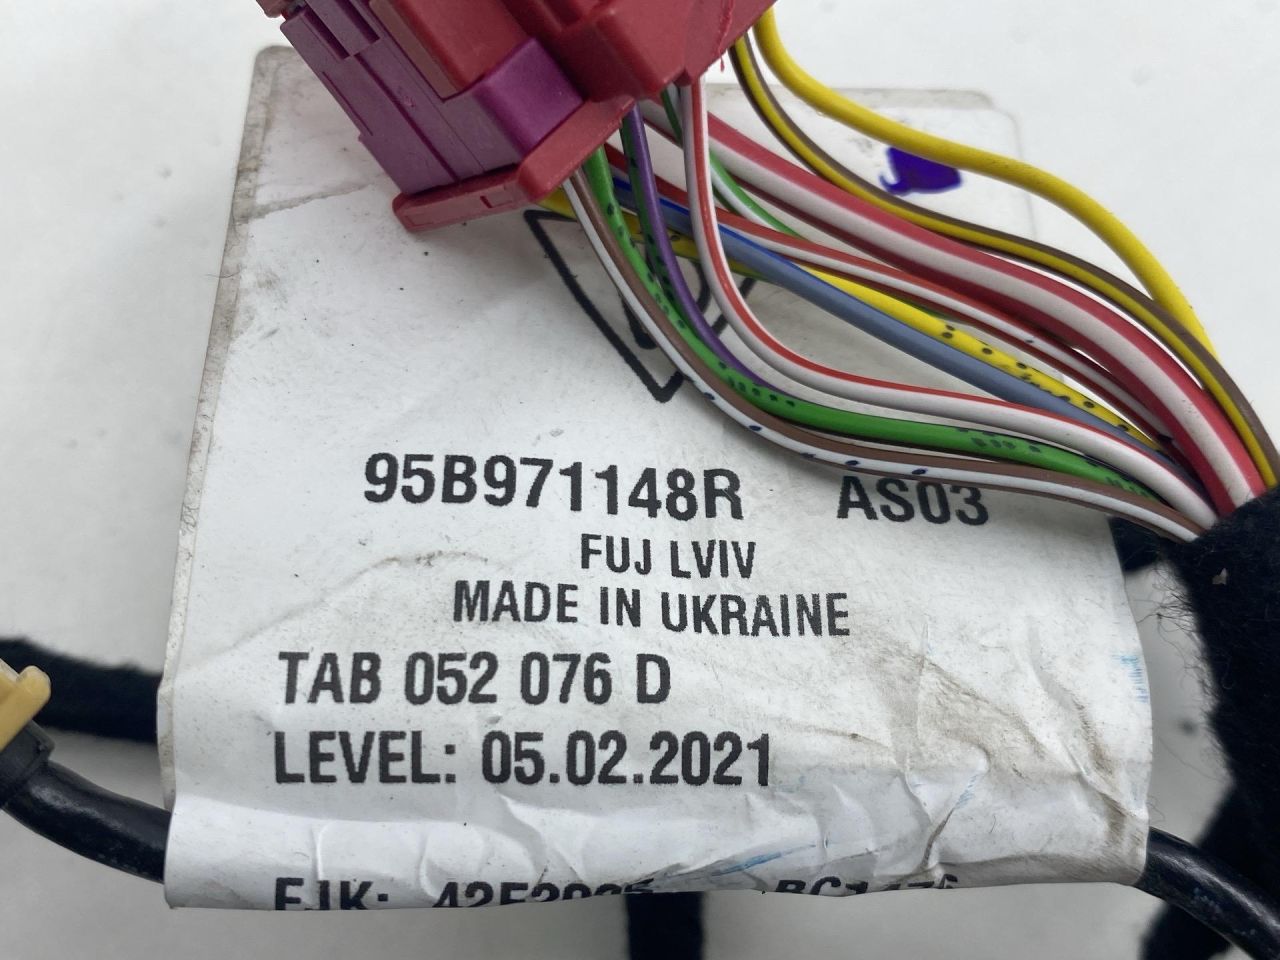 95B971148R AS03
FUJ LVIV
MADE IN UKRAINE
TAB 052 076 D
LEVEL: 05.02.2021